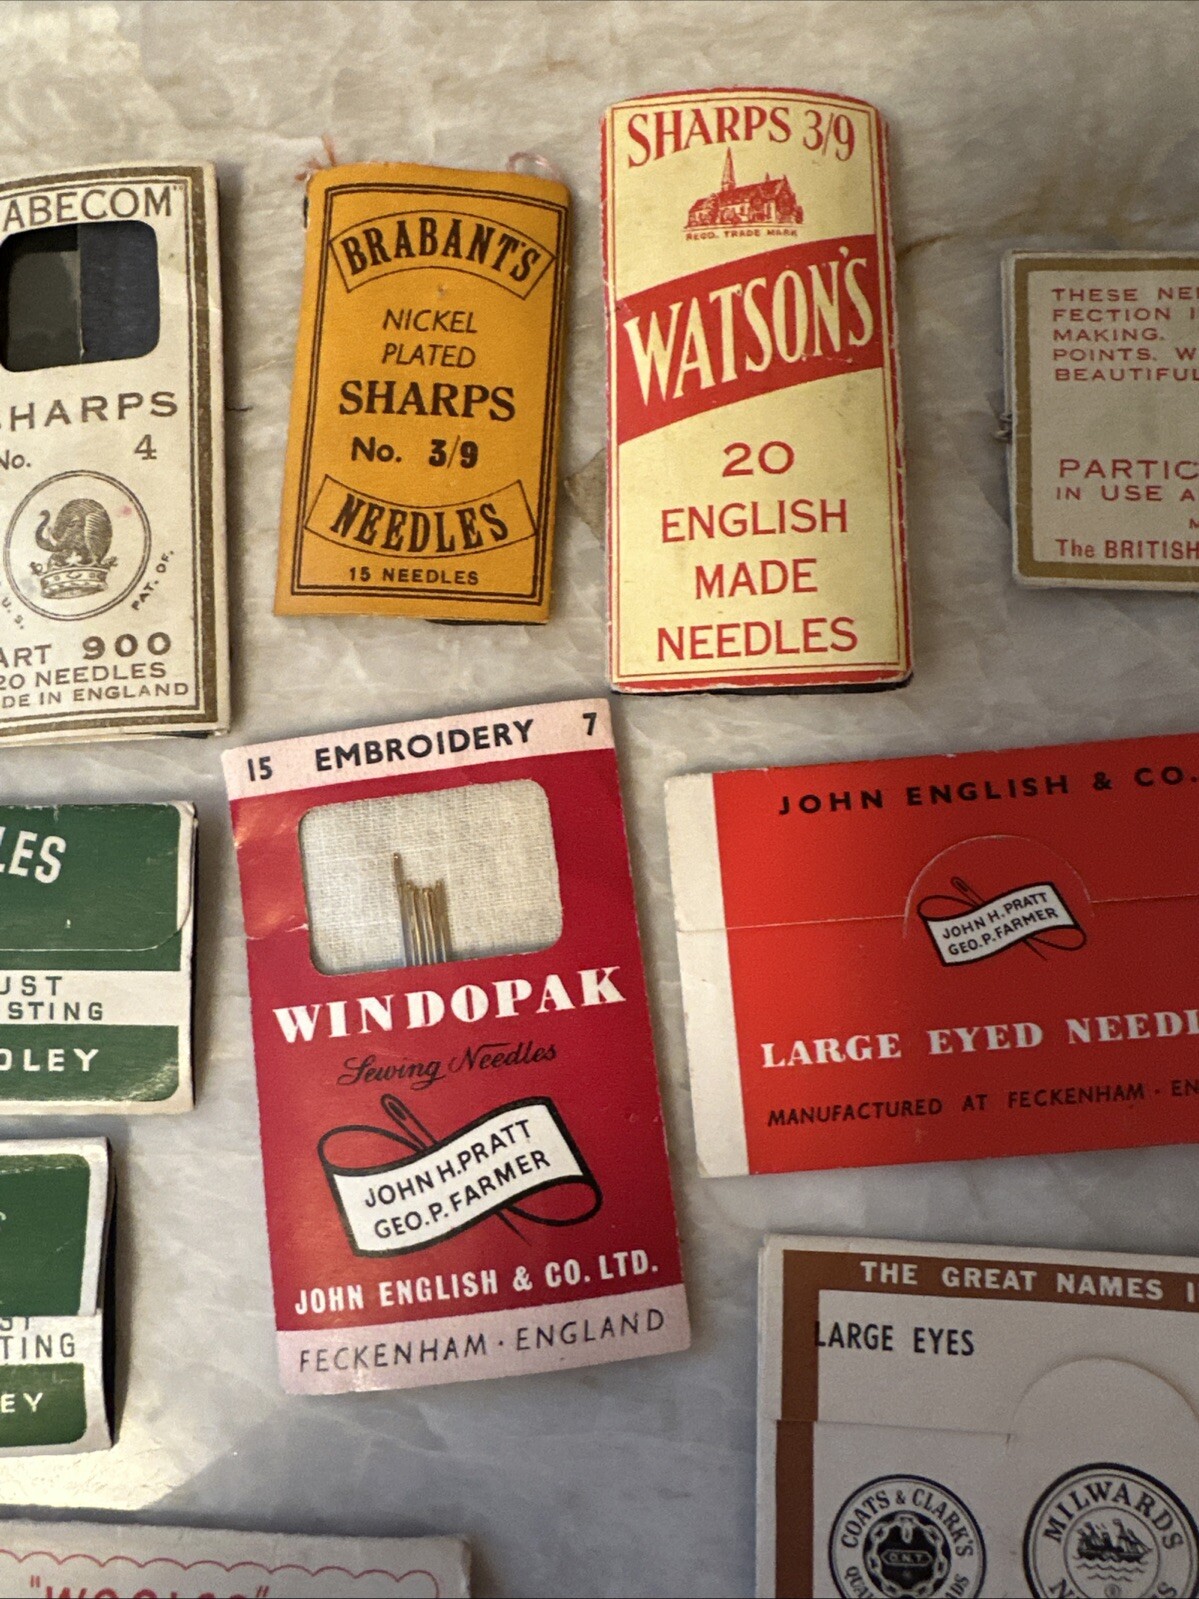 ABECOM"
HARPS
No. 4
U.S. PAT. OF.
ART 900
20 NEEDLES
DE IN ENGLAND
BRABANT'S
NICKEL
PLATED
SHARPS
No. 3/9
NEEDLES
15 NEEDLES
SHARPS 3/9
REGD. TRADE MARK
WATSON'S
20
ENGLISH
MADE
NEEDLES
THESE NE
FECTION I
MAKING.
POINTS. W
BEAUTIFUL
PARTIC
IN USE A
M
The BRITISH
LES
UST
STING
DLEY
TING
EY
15 EMBROIDERY 7
WINDOPAK
Sewing Needles
JOHN H. PRATT
GEO. P. FARMER
JOHN ENGLISH & CO. LTD.
FECKENHAM · ENGLAND
JOHN ENGLISH & CO.
JOHN H. PRATT
GEO. P. FARMER
LARGE EYED NEEDL
MANUFACTURED AT FECKENHAM · EN
THE GREAT NAMES I
LARGE EYES
COATS & CLARK'S
O.N.T.
MILWARDS